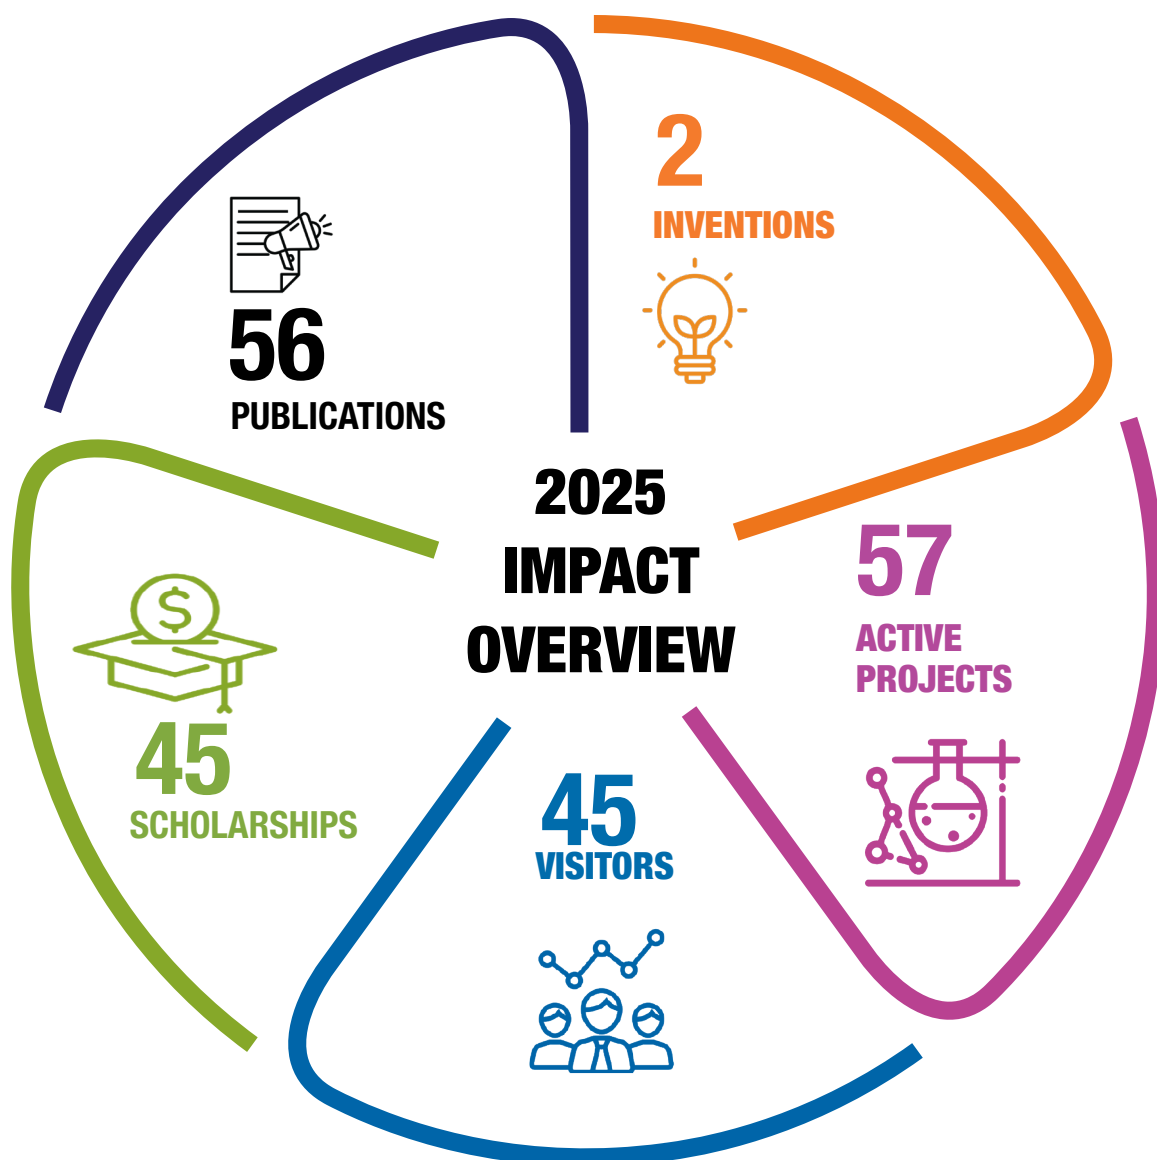 2
INVENTIONS
56
PUBLICATIONS
2025
IMPACT
OVERVIEW
57
ACTIVE
PROJECTS
$
45
SCHOLARSHIPS
45
VISITORS